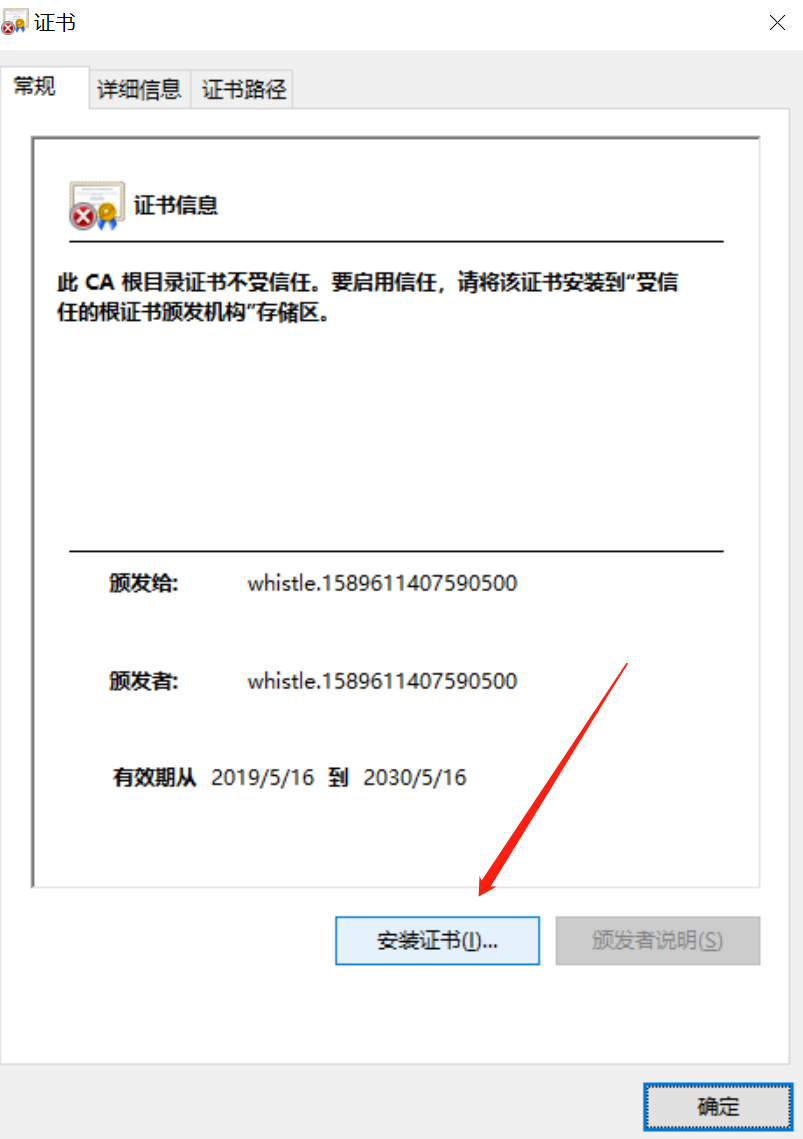 证书
常规
详细信息
证书路径
证书信息
此 CA 根目录证书不受信任。要启用信任，请将该证书安装到“受信
任的根证书颁发机构”存储区。
颁发给: whistle.1589611407590500
颁发者: whistle.1589611407590500
有效期从 2019/5/16 到 2030/5/16
安装证书(I)...
颁发者说明(S)
确定